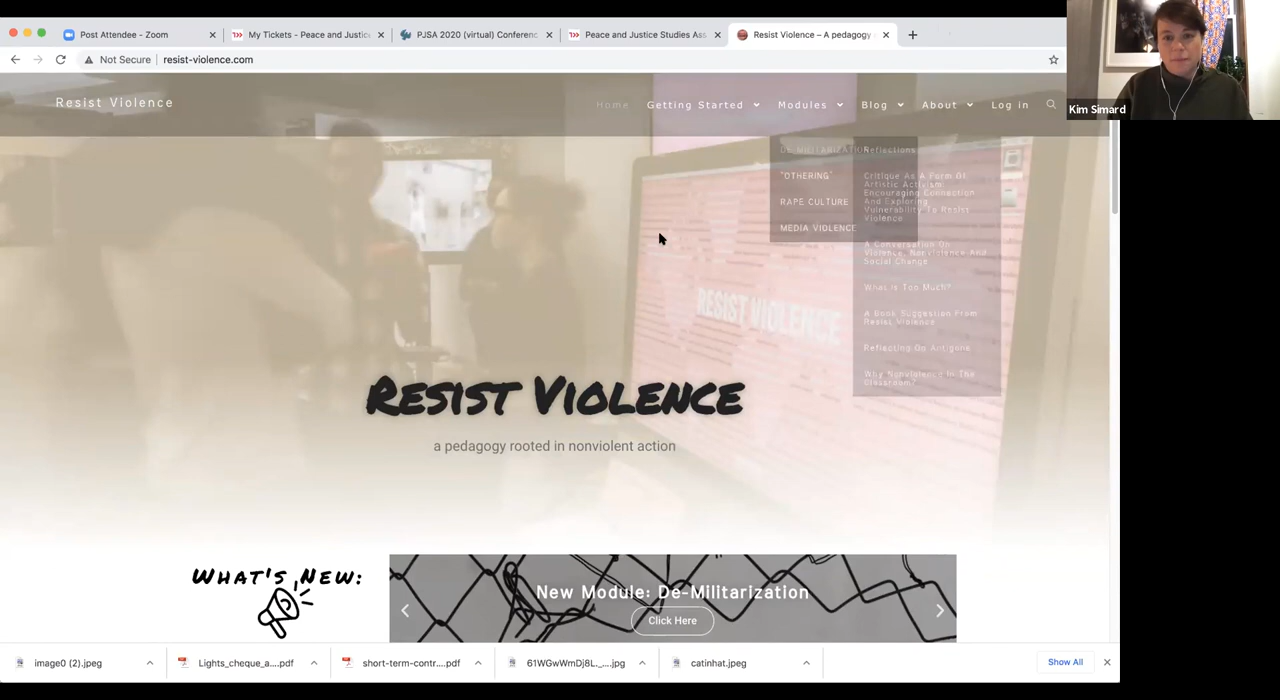 Post Attendee - Zoom
My Tickets - Peace and Justice
PJSA 2020 (virtual) Conferenc
Peace and Justice Studies Ass
Resist Violence – A pedagogy
Not Secure
resist-violence.com
Kim Simard
Resist Violence
Home
Getting Started
Modules
Blog
About
Log in
DE-MILITARIZATION
"OTHERING"
RAPE CULTURE
MEDIA VIOLENCE
Reflections
Critique As A Form Of
Artistic Activism:
Encouraging Connection
And Exploring
Vulnerability To Resist
Violence
A Conversation On
Violence, Nonviolence And
Social Change
What Is Too Much?
A Book Suggestion From
Resist Violence
Reflecting On Antigone
Why Nonviolence In The
Classroom?
RESIST VIOLENCE
RESIST VIOLENCE
a pedagogy rooted in nonviolent action
WHAT'S NEW:
New Module: De-Militarization
Click Here
image0 (2).jpeg
Lights_cheque_a....pdf
short-term-contr....pdf
61WGwWmDj8L._....jpg
catinhat.jpeg
Show All